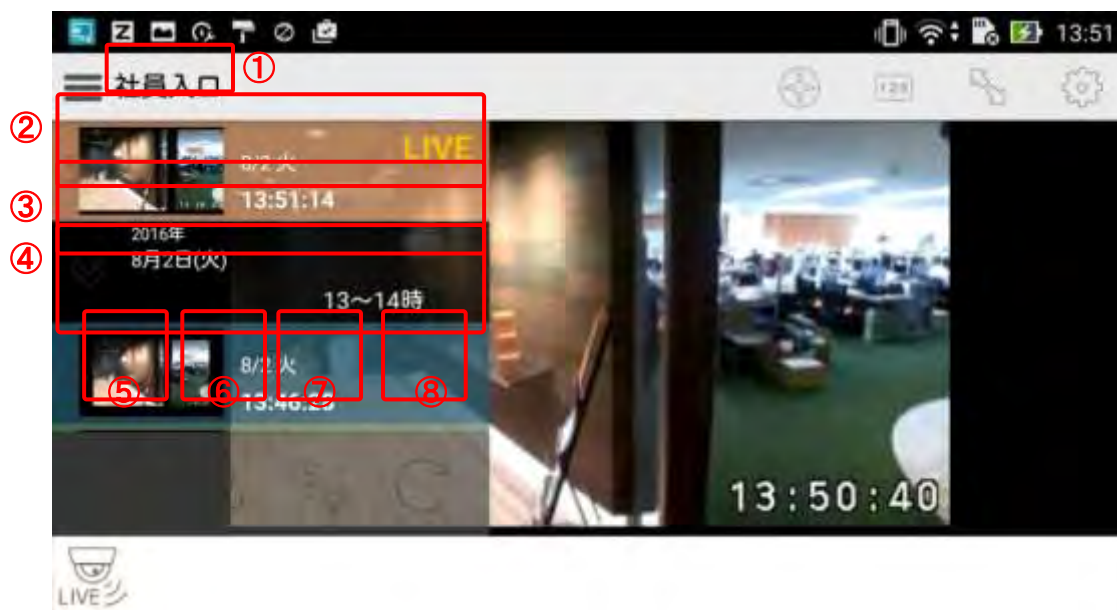 13:51
社員入口
①
②
LIVE
8/2 火
13:51:14
③
2016年
④
8月2日(火)
13～14時
8/2 火
⑤ ⑥ ⑦ ⑧
13:50:40
LIVE